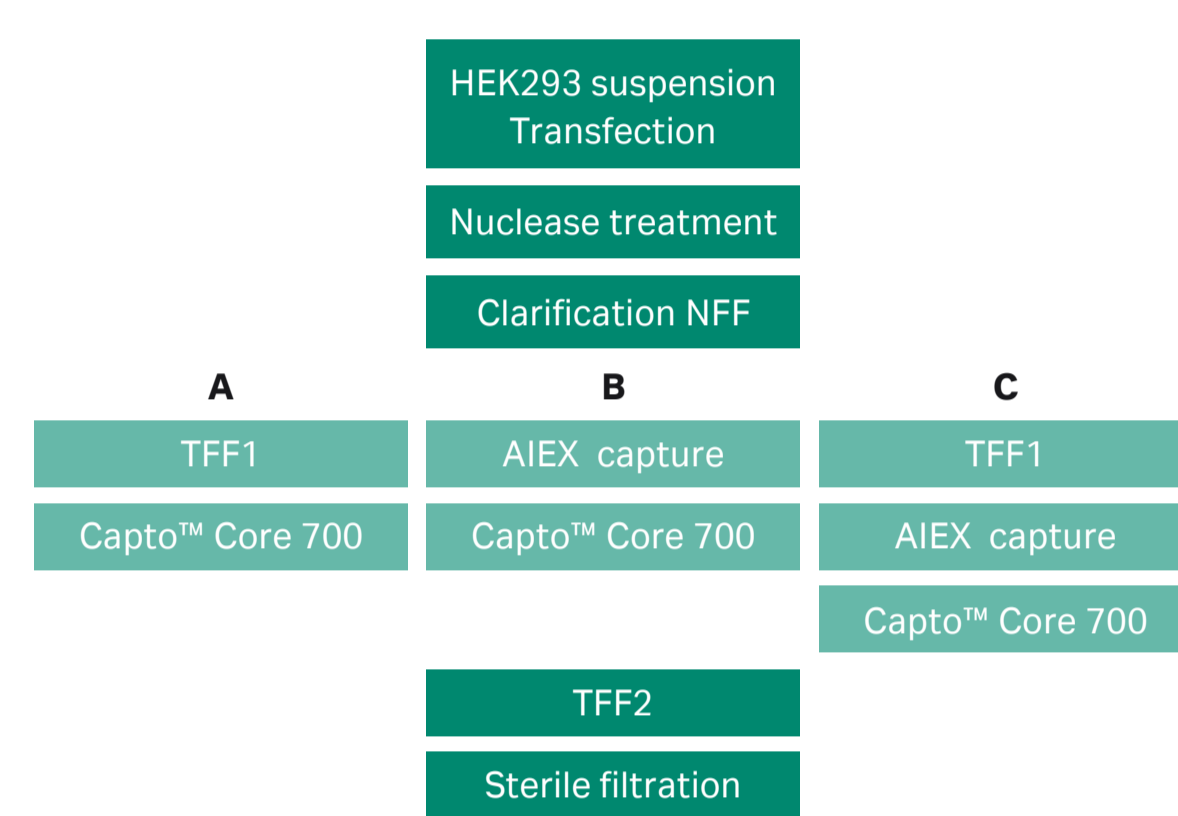 HEK293 suspension
Transfection
Nuclease treatment
Clarification NFF
A
B
C
TFF1
AIEX capture
TFF1
Capto™ Core 700
Capto™ Core 700
AIEX capture
Capto™ Core 700
TFF2
Sterile filtration